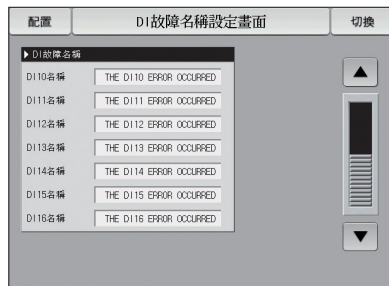 配置
DI故障名稱設定畫面
切換
▶ DI故障名稱
DI10名稱 THE DI10 ERROR OCCURRED
DI11名稱 THE DI11 ERROR OCCURRED
DI12名稱 THE DI12 ERROR OCCURRED
DI13名稱 THE DI13 ERROR OCCURRED
DI14名稱 THE DI14 ERROR OCCURRED
DI15名稱 THE DI15 ERROR OCCURRED
DI16名稱 THE DI16 ERROR OCCURRED